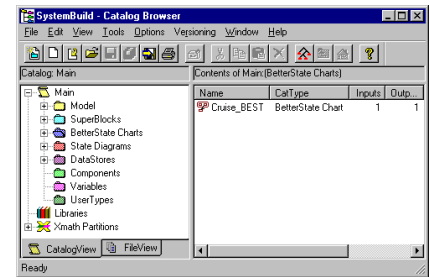 SystemBuild - Catalog Browser
File Edit View Tools Options Versioning Window Help
Catalog: Main
Contents of Main:(BetterState Charts)
Main
Model
SuperBlocks
BetterState Charts
State Diagrams
DataStores
Components
Variables
UserTypes
Libraries
Xmath Partitions
Name CatType Inputs Outp...
Cruise_BEST BetterState Chart 1 1
CatalogView FileView
Ready